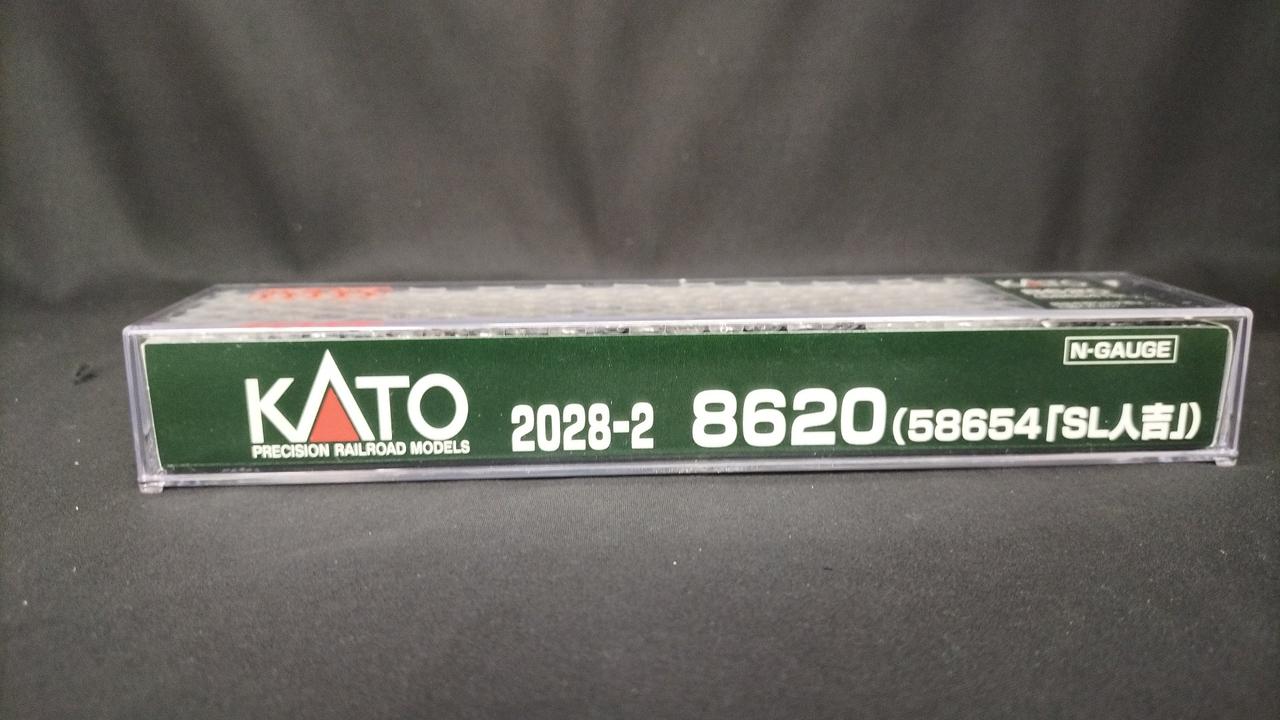 N-GAUGE
KATO
PRECISION RAILROAD MODELS
2028-2 8620(58654「SL人吉」)